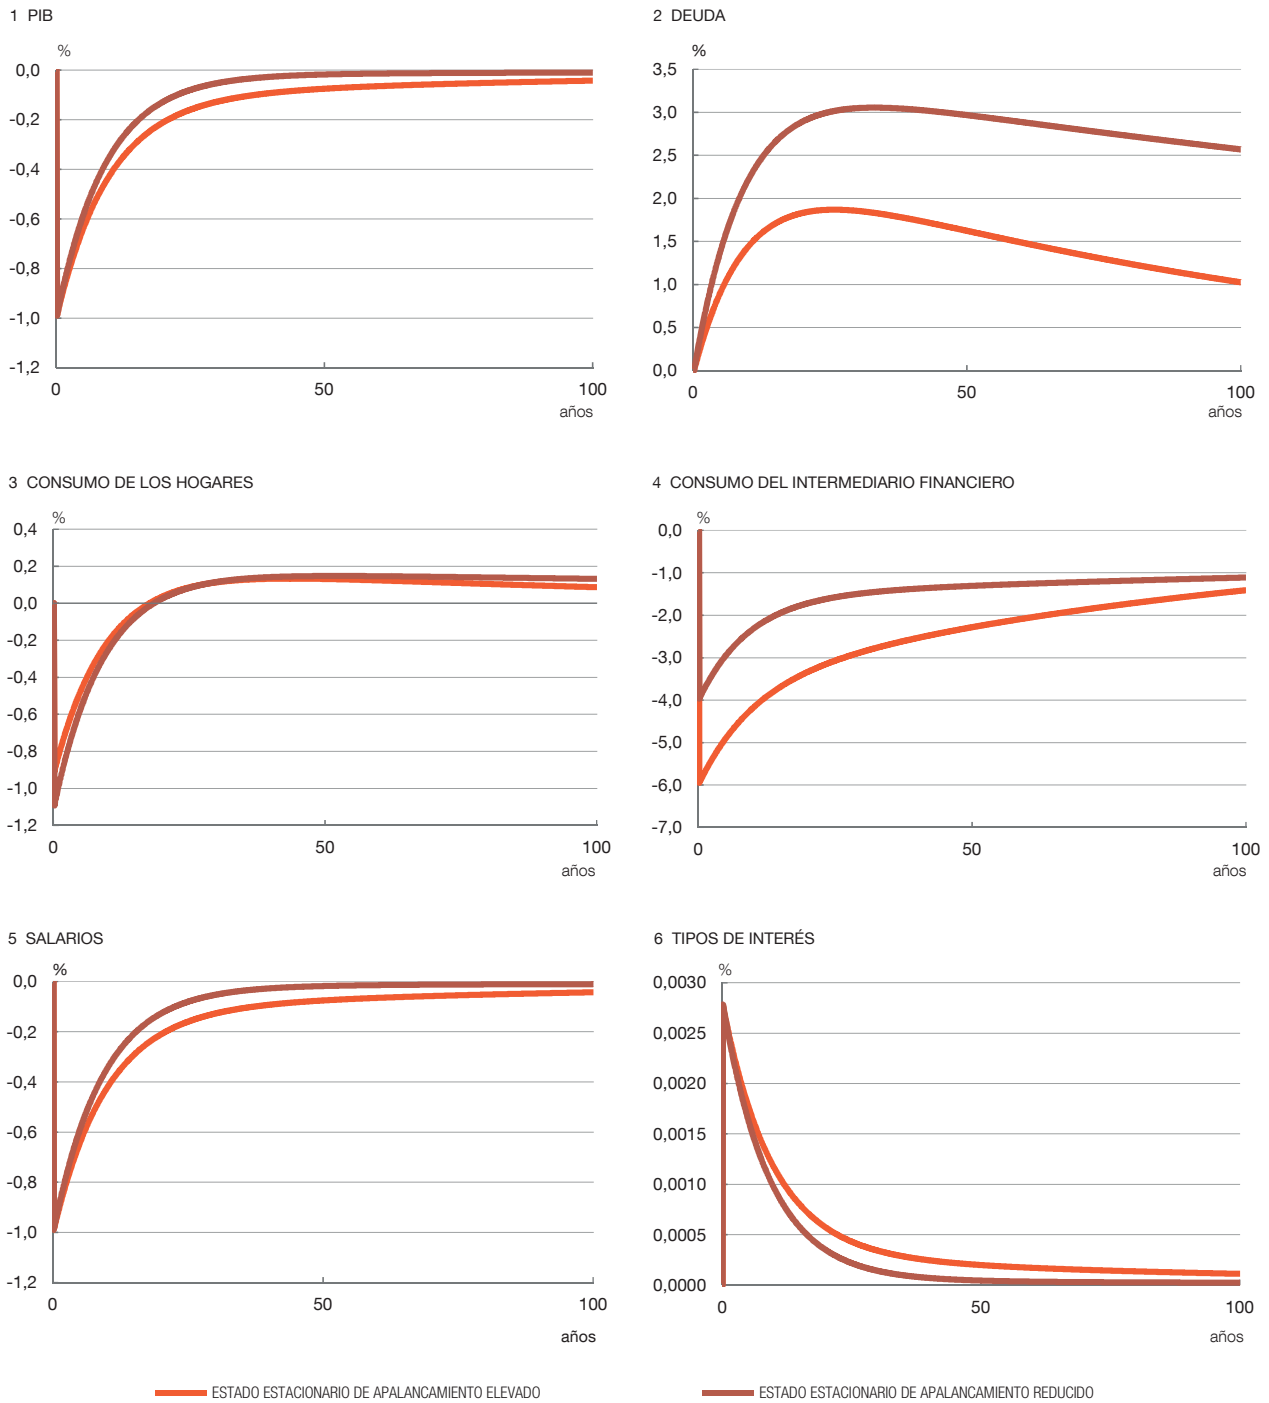 1 PIB
%
0,0
-0,2
-0,4
-0,6
-0,8
-1,0
-1,2
0 50 100
años
2 DEUDA
%
3,5
3,0
2,5
2,0
1,5
1,0
0,5
0,0
0 50 100
años
3 CONSUMO DE LOS HOGARES
%
0,4
0,2
0,0
-0,2
-0,4
-0,6
-0,8
-1,0
-1,2
0 50 100
años
4 CONSUMO DEL INTERMEDIARIO FINANCIERO
%
0,0
-1,0
-2,0
-3,0
-4,0
-5,0
-6,0
-7,0
0 50 100
años
5 SALARIOS
%
0,0
-0,2
-0,4
-0,6
-0,8
-1,0
-1,2
0 50 100
años
6 TIPOS DE INTERÉS
%
0,0030
0,0025
0,0020
0,0015
0,0010
0,0005
0,0000
0 50 100
años
ESTADO ESTACIONARIO DE APALANCAMIENTO ELEVADO
ESTADO ESTACIONARIO DE APALANCAMIENTO REDUCIDO